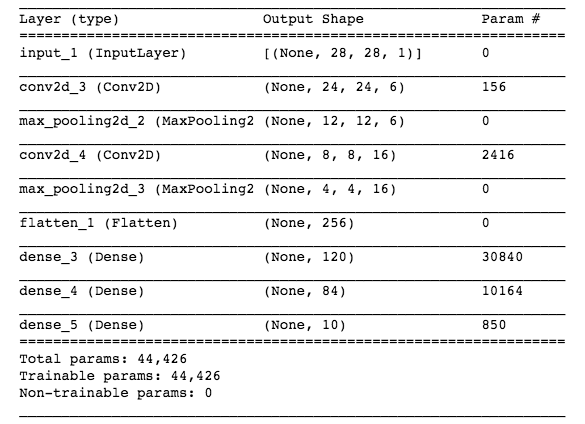 Layer (type) Output Shape Param #
input_1 (InputLayer) [(None, 28, 28, 1)] 0
conv2d_3 (Conv2D) (None, 24, 24, 6) 156
max_pooling2d_2 (MaxPooling2 (None, 12, 12, 6) 0
conv2d_4 (Conv2D) (None, 8, 8, 16) 2416
max_pooling2d_3 (MaxPooling2 (None, 4, 4, 16) 0
flatten_1 (Flatten) (None, 256) 0
dense_3 (Dense) (None, 120) 30840
dense_4 (Dense) (None, 84) 10164
dense_5 (Dense) (None, 10) 850
Total params: 44,426
Trainable params: 44,426
Non-trainable params: 0